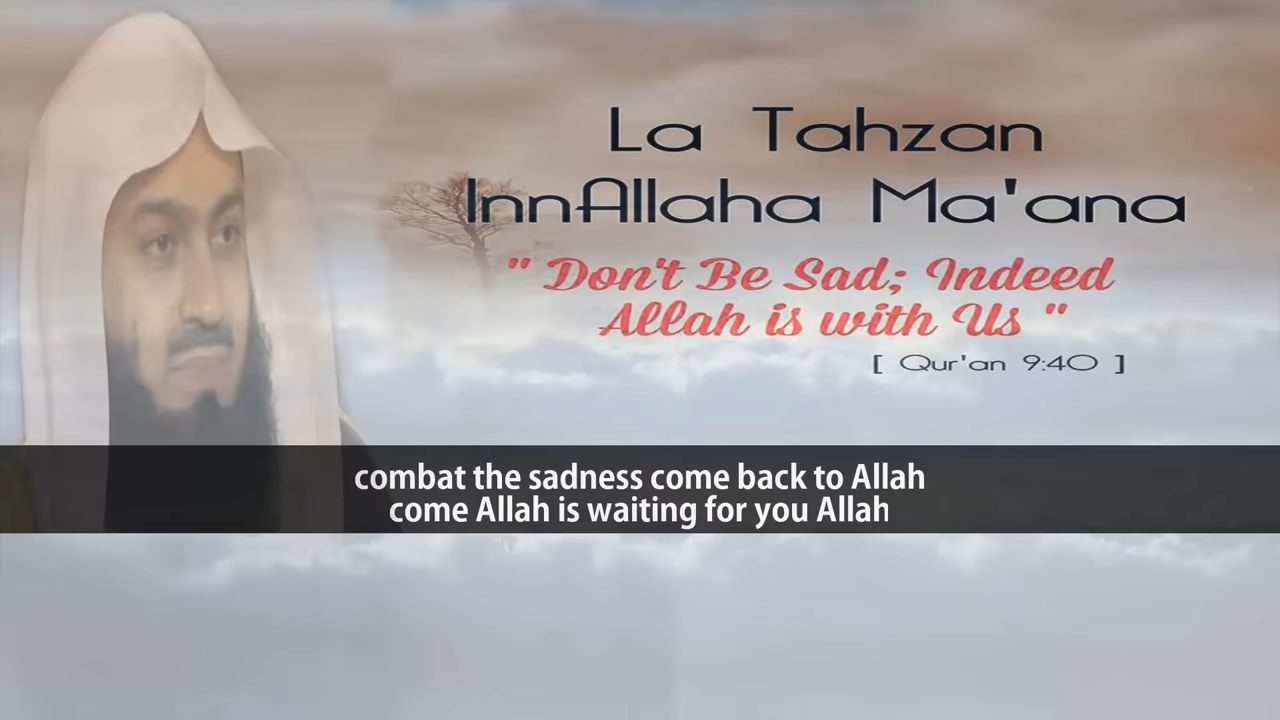 La Tahzan
InnAllaha Ma'ana
" Don't Be Sad; Indeed
Allah is with Us "
[ Qur'an 9:40 ]
combat the sadness come back to Allah
come Allah is waiting for you Allah